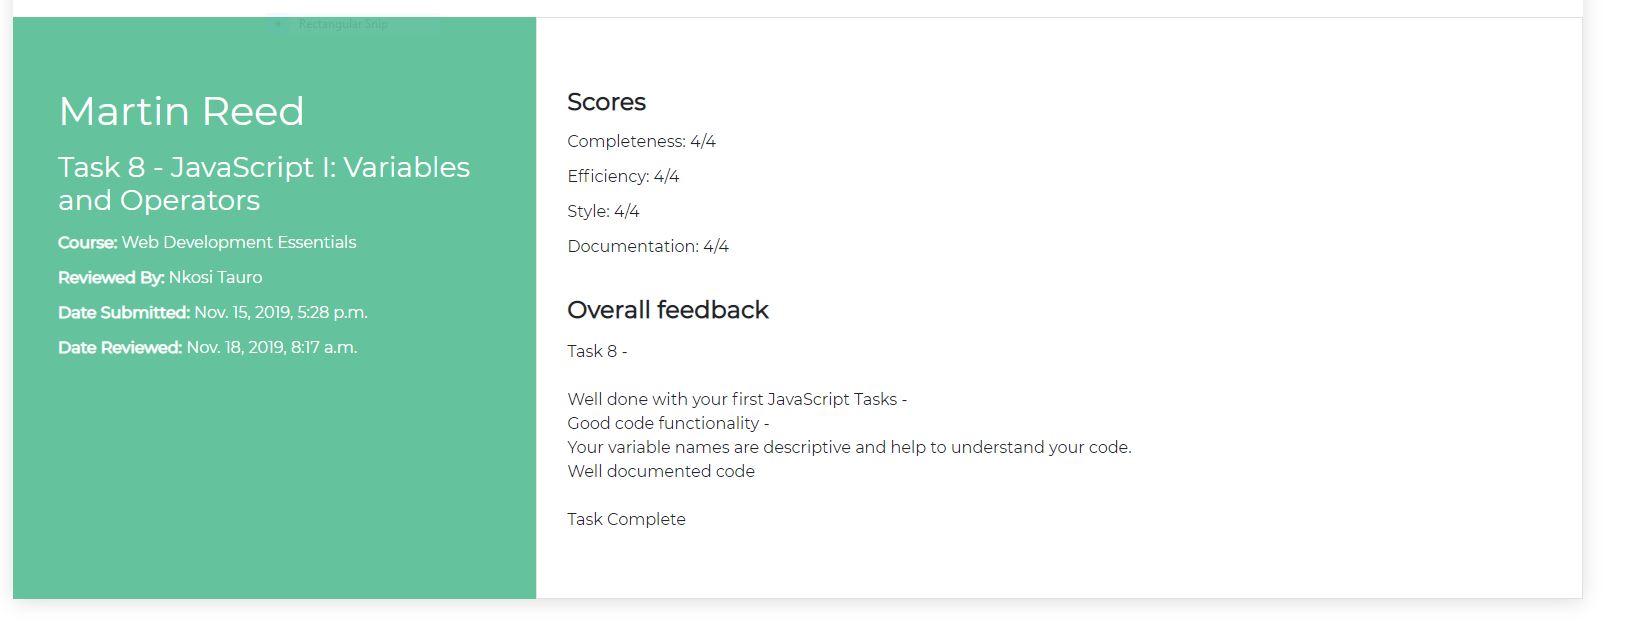 Rectangular Snip
Martin Reed
Task 8 - JavaScript I: Variables
and Operators
Course: Web Development Essentials
Reviewed By: Nkosi Tauro
Date Submitted: Nov. 15, 2019, 5:28 p.m.
Date Reviewed: Nov. 18, 2019, 8:17 a.m.
Scores
Completeness: 4/4
Efficiency: 4/4
Style: 4/4
Documentation: 4/4
Overall feedback
Task 8 -
Well done with your first JavaScript Tasks -
Good code functionality -
Your variable names are descriptive and help to understand your code.
Well documented code
Task Complete